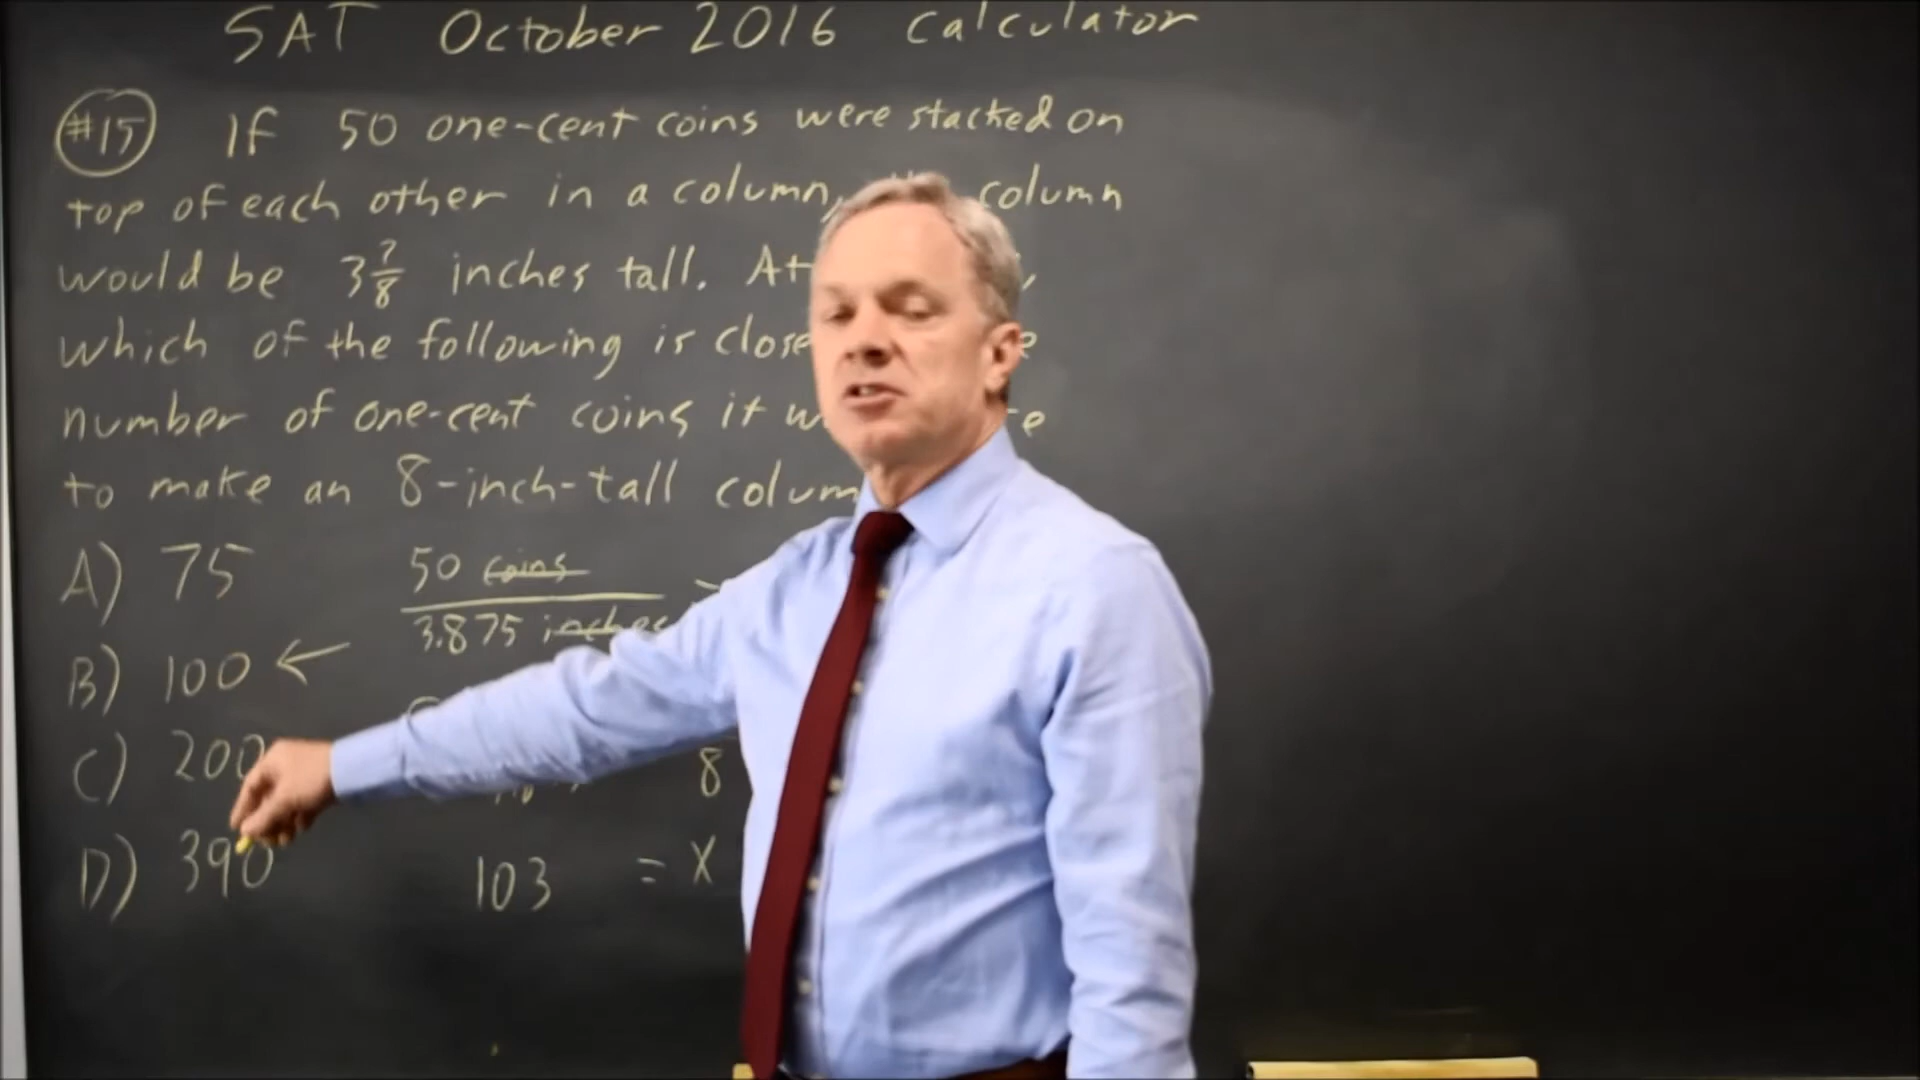 SAT October 2016 Calculator
#15 If 50 one-cent coins were stacked on
top of each other in a column, column
would be 3 7/8 inches tall. At
which of the following is
number of one-cent coins it
to make an 8-inch-tall
A) 75
50 coins
3.875 inches
B) 100 ←
C) 200
8
D) 390
103 = x